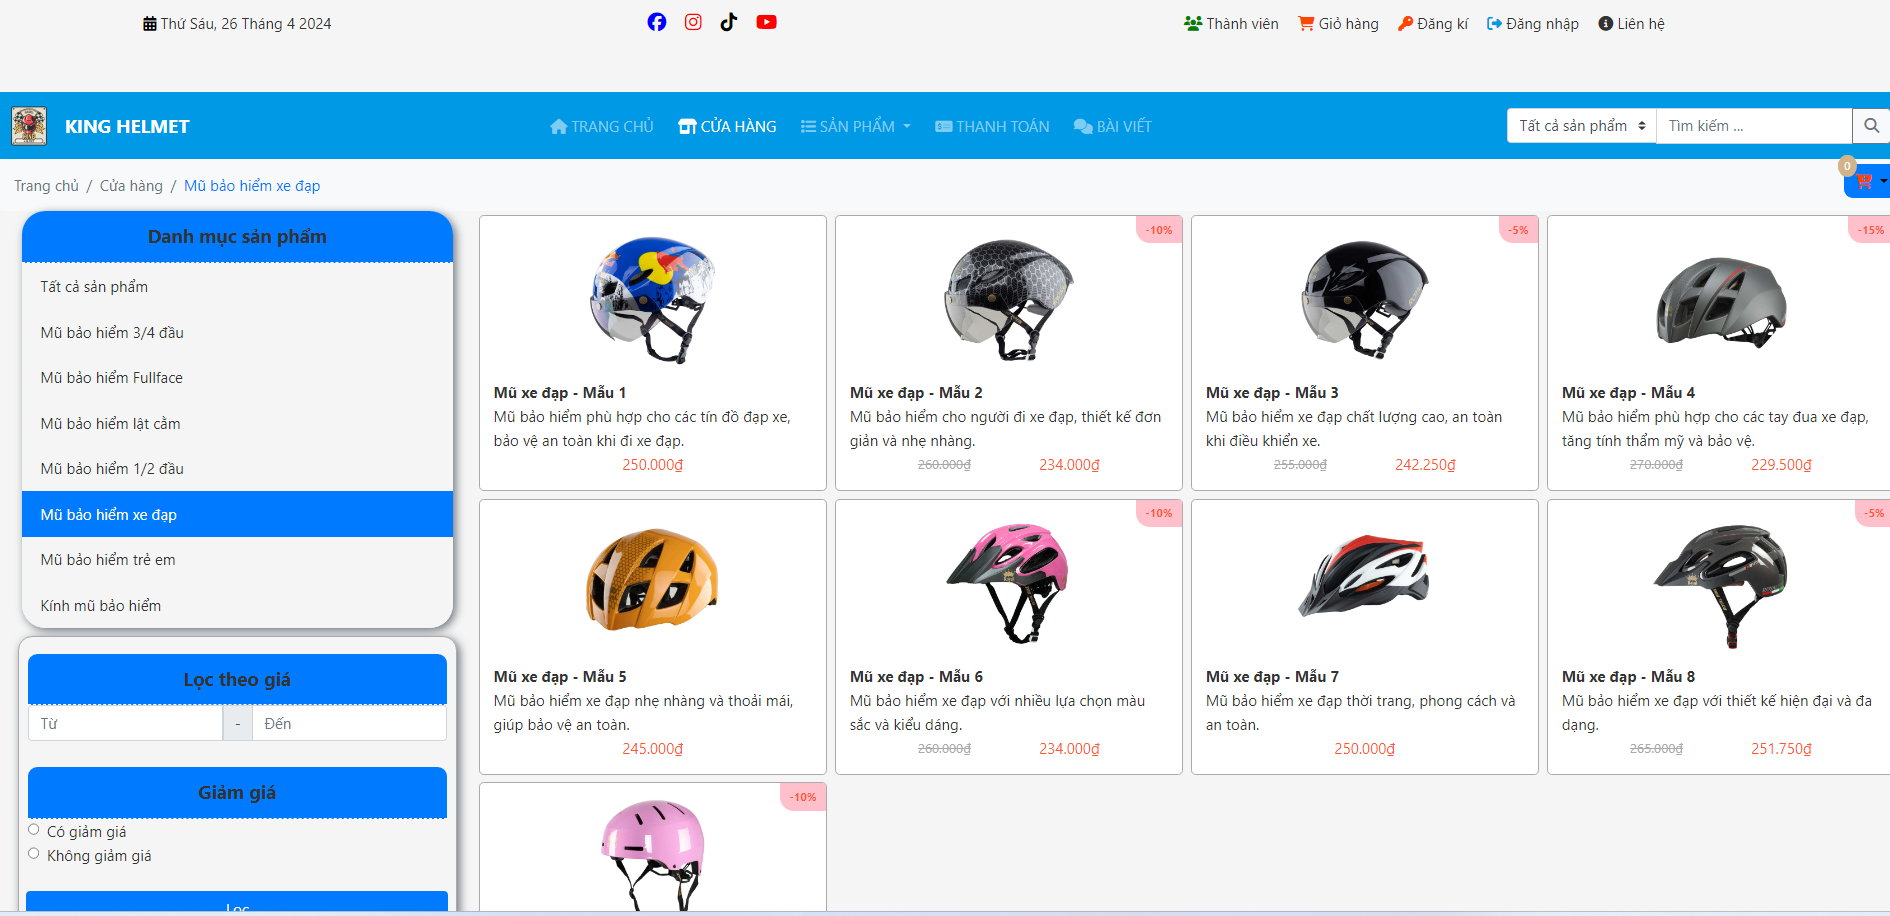 Thứ Sáu, 26 Tháng 4 2024
Thành viên
Giỏ hàng
Đăng kí
Đăng nhập
Liên hệ
KING HELMET
TRANG CHỦ
CỬA HÀNG
SẢN PHẨM
THANH TOÁN
BÀI VIẾT
Tất cả sản phẩm
Tìm kiếm ...
0
Trang chủ / Cửa hàng / Mũ bảo hiểm xe đạp
Danh mục sản phẩm
Tất cả sản phẩm
Mũ bảo hiểm 3/4 đầu
Mũ bảo hiểm Fullface
Mũ bảo hiểm lật cằm
Mũ bảo hiểm 1/2 đầu
Mũ bảo hiểm xe đạp
Mũ bảo hiểm trẻ em
Kính mũ bảo hiểm
Lọc theo giá
Từ
-
Đến
Giảm giá
Có giảm giá
Không giảm giá
Lọc
Mũ xe đạp - Mẫu 1
Mũ bảo hiểm phù hợp cho các tín đồ đạp xe,
bảo vệ an toàn khi đi xe đạp.
250.000₫
-10%
Mũ xe đạp - Mẫu 2
Mũ bảo hiểm cho người đi xe đạp, thiết kế đơn
giản và nhẹ nhàng.
260.000₫ 234.000₫
-5%
Mũ xe đạp - Mẫu 3
Mũ bảo hiểm xe đạp chất lượng cao, an toàn
khi điều khiển xe.
255.000₫ 242.250₫
-15%
Mũ xe đạp - Mẫu 4
Mũ bảo hiểm phù hợp cho các tay đua xe đạp,
tăng tính thẩm mỹ và bảo vệ.
270.000₫ 229.500₫
Mũ xe đạp - Mẫu 5
Mũ bảo hiểm xe đạp nhẹ nhàng và thoải mái,
giúp bảo vệ an toàn.
245.000₫
-10%
Mũ xe đạp - Mẫu 6
Mũ bảo hiểm xe đạp với nhiều lựa chọn màu
sắc và kiểu dáng.
260.000₫ 234.000₫
Mũ xe đạp - Mẫu 7
Mũ bảo hiểm xe đạp thời trang, phong cách và
an toàn.
250.000₫
-5%
Mũ xe đạp - Mẫu 8
Mũ bảo hiểm xe đạp với thiết kế hiện đại và đa
dạng.
265.000₫ 251.750₫
-10%